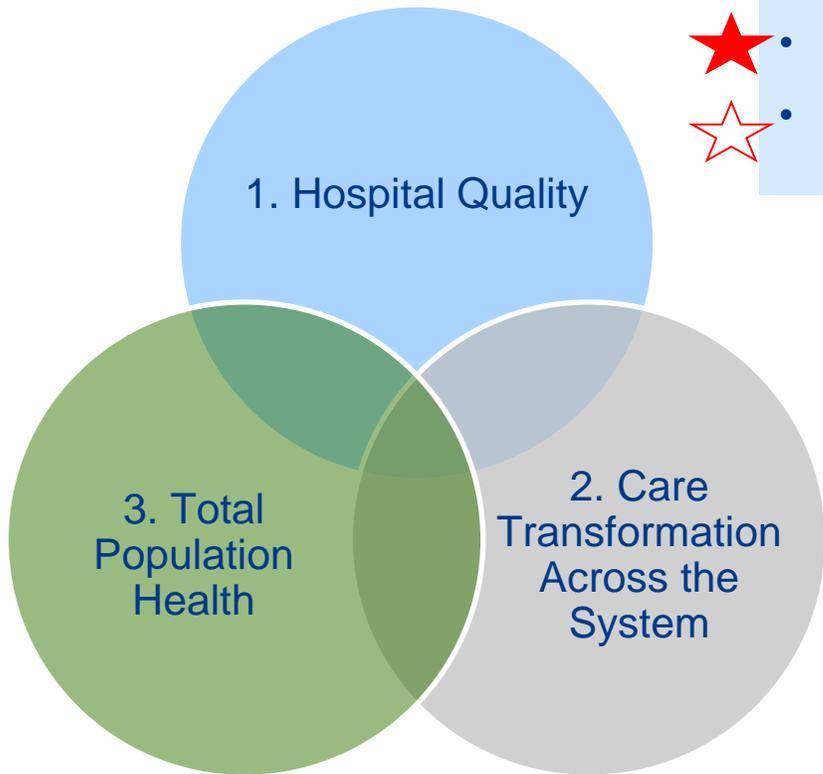 •
•
1. Hospital Quality
3. Total
Population
Health
2. Care
Transformation
Across the
System